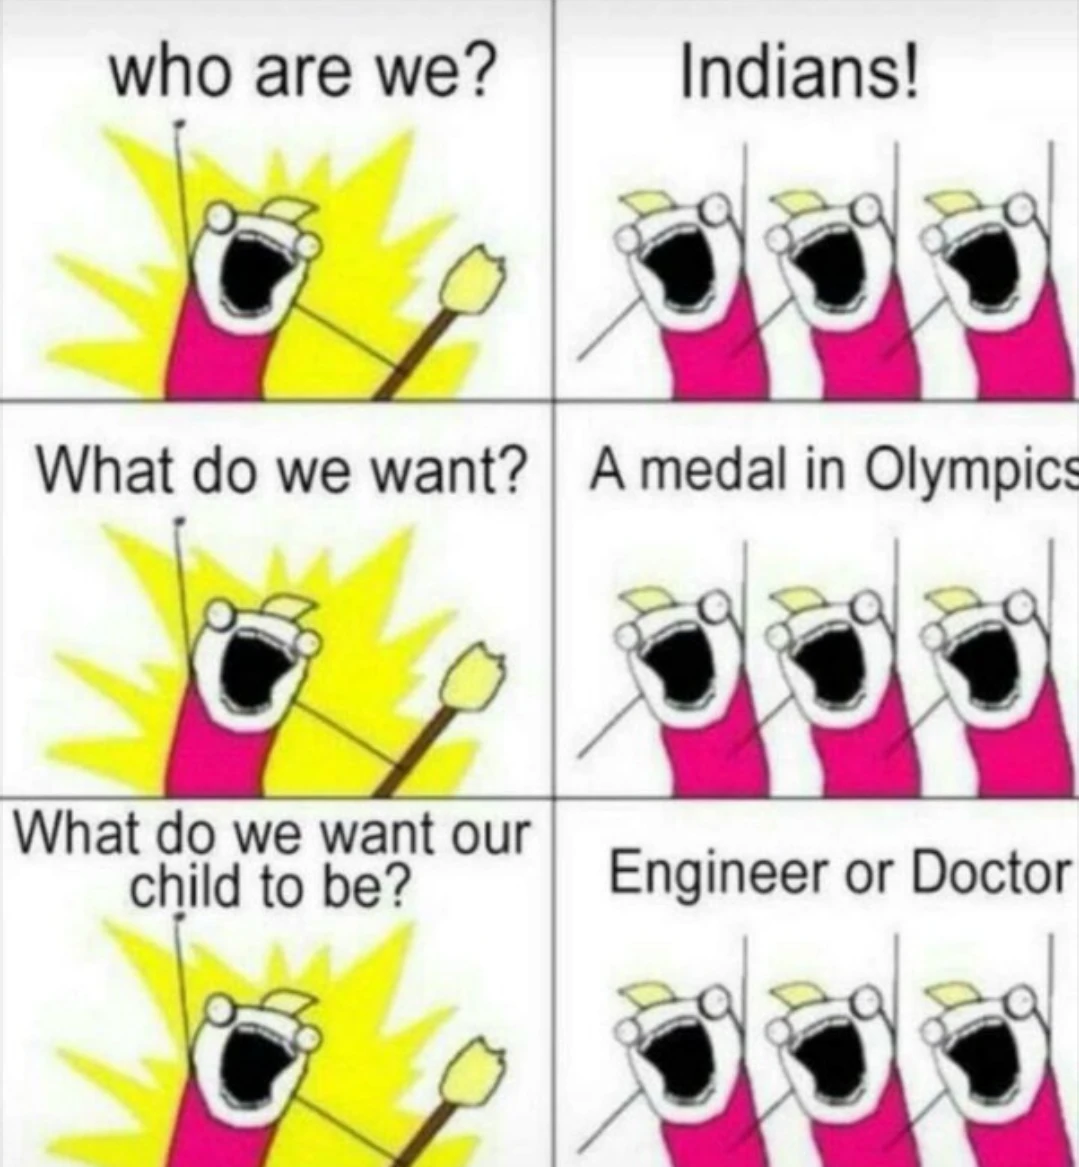 who are we?
Indians!
What do we want?
A medal in Olympics
What do we want our
child to be?
Engineer or Doctor